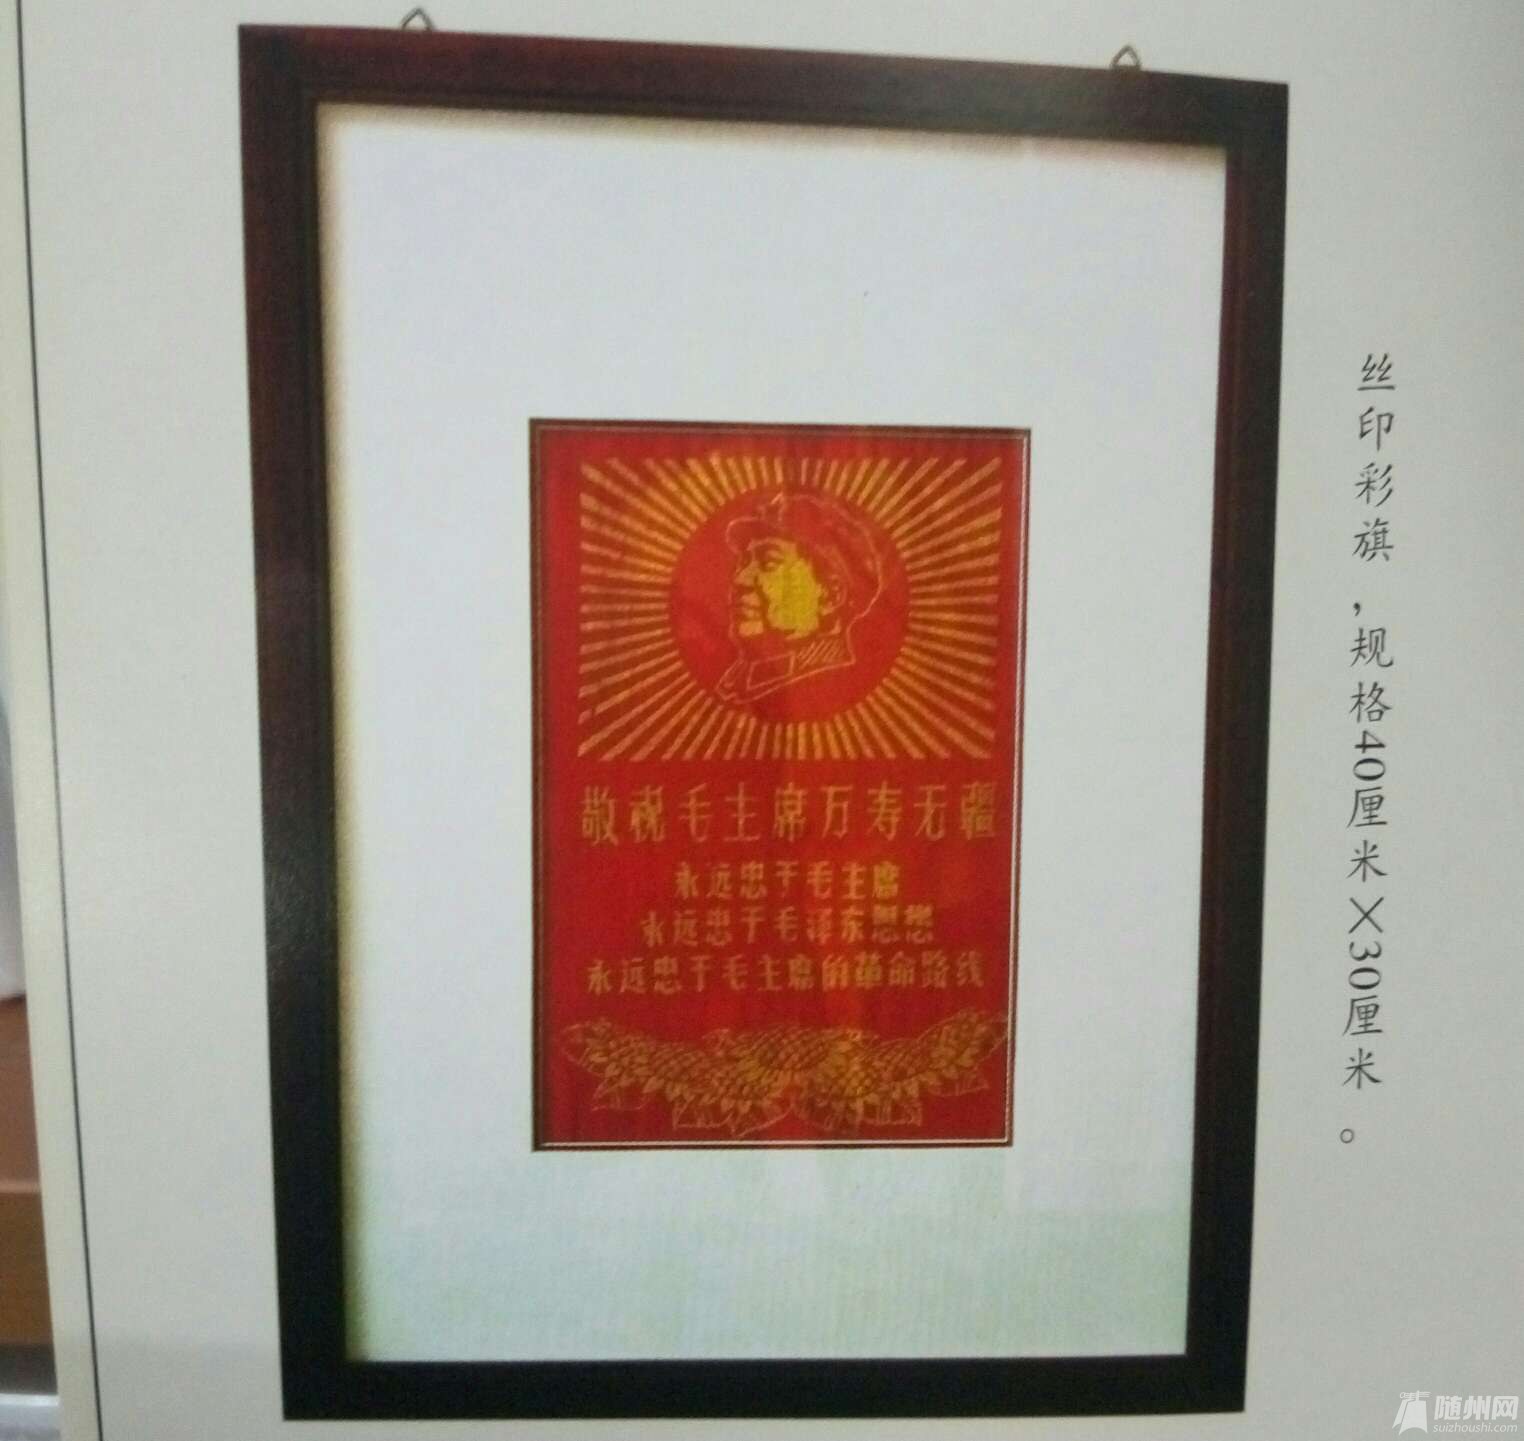 敬祝毛主席万寿无疆
永远忠于毛主席
永远忠于毛泽东思想
永远忠于毛主席的革命路线
丝印彩旗，规格40厘米×30厘米。
随州网
suizhoushi.com